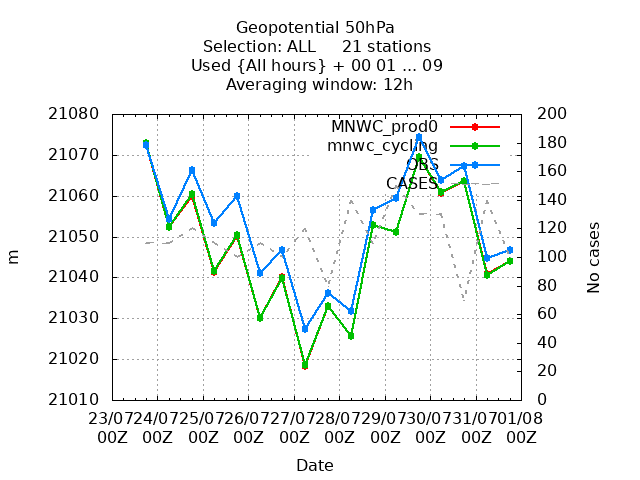 Geopotential 50hPa
Selection: ALL     21 stations
Used {All hours} + 00 01 ... 09
Averaging window: 12h
MNWC_prod0
mnwc_cycling
OBS
CASES
21080
21070
21060
21050
21040
21030
21020
21010
m
200
180
160
140
120
100
80
60
40
20
0
No cases
23/07 24/07 25/07 26/07 27/07 28/07 29/07 30/07 31/07 01/08
00Z 00Z 00Z 00Z 00Z 00Z 00Z 00Z 00Z 00Z
Date